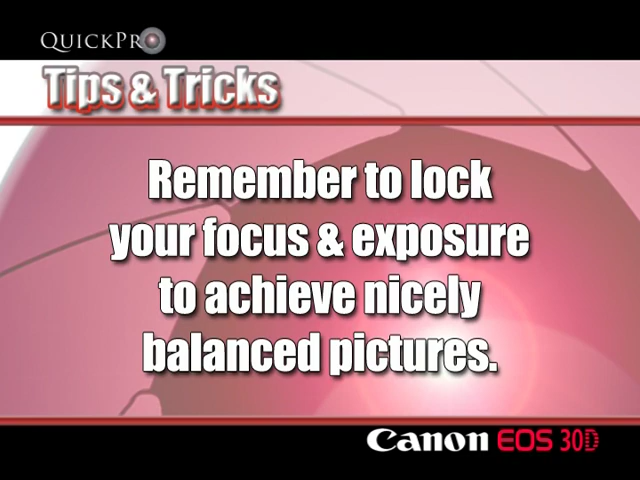 QUICKPRO
Tips & Tricks
Remember to lock
your focus & exposure
to achieve nicely
balanced pictures.
Canon EOS 30D